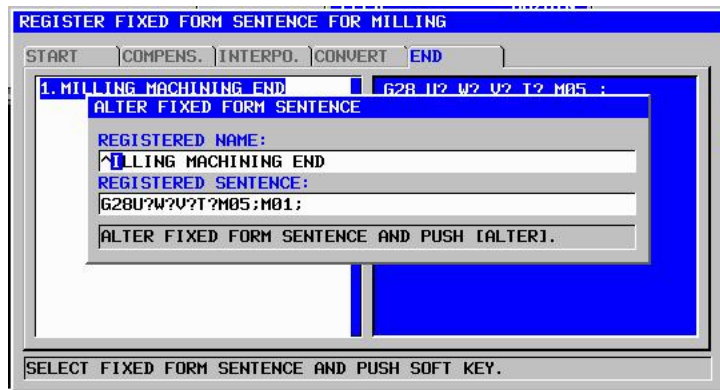 REGISTER FIXED FORM SENTENCE FOR MILLING
START COMPENS. INTERPO. CONVERT END
1.MILLING MACHINING END
G28 U? W? V? T? M05 ;
ALTER FIXED FORM SENTENCE
REGISTERED NAME:
^ILLING MACHINING END
REGISTERED SENTENCE:
G28U?W?V?T?M05;M01;
ALTER FIXED FORM SENTENCE AND PUSH [ALTER].
SELECT FIXED FORM SENTENCE AND PUSH SOFT KEY.